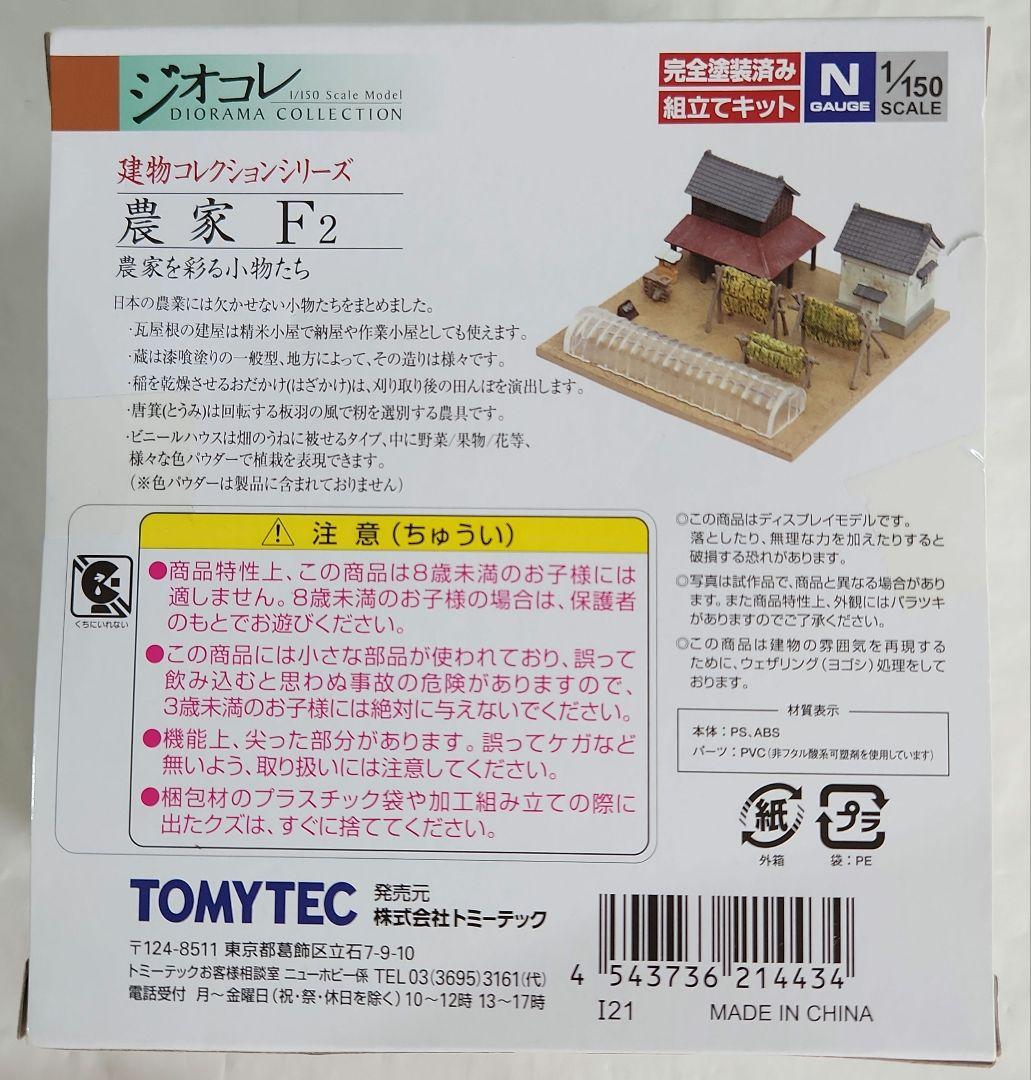 ジオコレ
1/150 Scale Model
DIORAMA COLLECTION
完全塗装済み
組立てキット
N
GAUGE
1/150
SCALE
建物コレクションシリーズ
農家 F2
農家を彩る小物たち
日本の農業には欠かせない小物たちをまとめました。
・瓦屋根の建屋は精米小屋で納屋や作業小屋としても使えます。
・蔵は漆喰塗りの一般型、地方によって、その造りは様々です。
・稲を乾燥させるおだかけ(はざかけ)は、刈り取り後の田んぼを演出します。
・唐箕(とうみ)は回転する板羽の風で籾を選別する農具です。
・ビニールハウスは畑のうねに被せるタイプ、中に野菜/果物/花等、
様々な色パウダーで植栽を表現できます。
(※色パウダーは製品に含まれておりません)
注意(ちゅうい)
くちにいれない
●商品特性上、この商品は8歳未満のお子様には
適しません。8歳未満のお子様の場合は、保護者
のもとでお遊びください。
●この商品には小さな部品が使われており、誤って
飲み込むと思わぬ事故の危険がありますので、
3歳未満のお子様には絶対に与えないでください。
●機能上、尖った部分があります。誤ってケガなど
無いよう、取り扱いには注意してください。
●梱包材のプラスチック袋や加工組み立ての際に
出たクズは、すぐに捨ててください。
◎この商品はディスプレイモデルです。
落としたり、無理な力を加えたりすると
破損する恐れがあります。
◎写真は試作品で、商品と異なる場合があり
ます。また商品特性上、外観にはバラツキ
がありますのでご了承ください。
◎この商品は建物の雰囲気を再現する
ために、ウェザリング(ヨゴシ)処理をして
おります。
材質表示
本体:PS、ABS
パーツ:PVC(非フタル酸系可塑剤を使用しています)
紙
外箱
プラ
袋:PE
TOMYTEC
発売元
株式会社トミーテック
〒124-8511 東京都葛飾区立石7-9-10
トミーテックお客様相談室 ニューホビー係 TEL 03(3695)3161(代)
電話受付 月~金曜日(祝・祭・休日を除く)10~12時 13~17時
4 543736 214434
I21
MADE IN CHINA